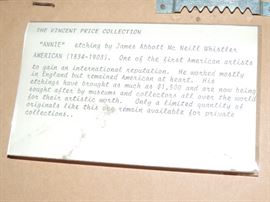 THE VINCENT PRICE COLLECTION
"ANNIE" etching by James Abbott Mc Neill Whistler
AMERICAN (1834-1903). One of the first American artists
to gain an international reputation. He worked mostly
in England but remained American at heart. His
etchings have brought as much as $1,500 and are now being
sought after by museums and collectors all over the world
for their artistic worth. Only a limited quantity of
originals like this one remain available for private
collections..